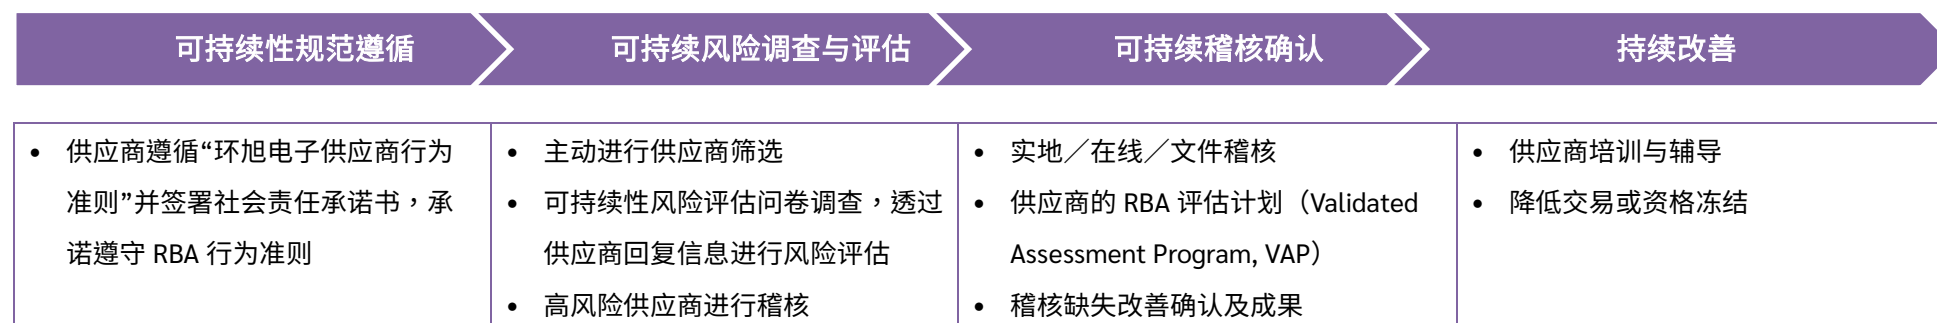 可持续性规范遵循
可持续风险调查与评估
可持续稽核确认
持续改善
• 供应商遵循“环旭电子供应商行为
准则”并签署社会责任承诺书，承
诺遵守 RBA 行为准则
• 主动进行供应商筛选
• 可持续性风险评估问卷调查，透过
供应商回复信息进行风险评估
• 高风险供应商进行稽核
• 实地／在线／文件稽核
• 供应商的 RBA 评估计划（Validated
Assessment Program, VAP）
• 稽核缺失改善确认及成果
• 供应商培训与辅导
• 降低交易或资格冻结